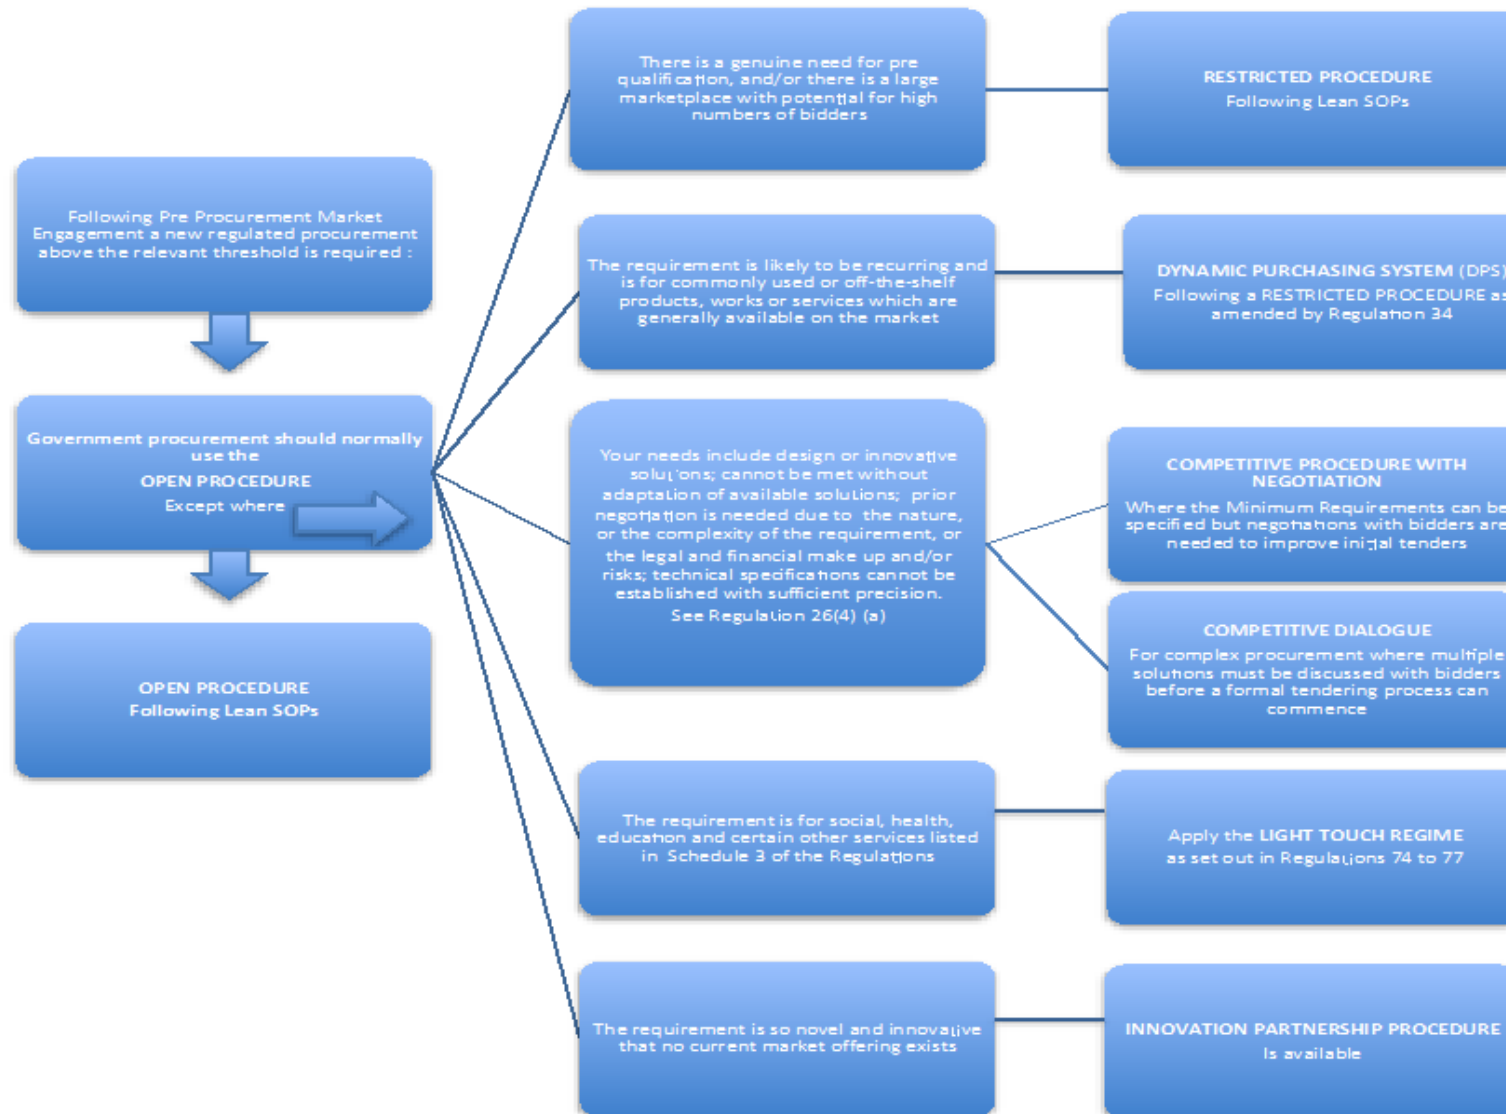 Following Pre Procurement Market
Engagement a new regulated procurement
above the relevant threshold is required :
Government procurement should normally
use the
OPEN PROCEDURE
Except where
OPEN PROCEDURE
Following Lean SOPs
There is a genuine need for pre
qualification, and/or there is a large
marketplace with potential for high
numbers of bidders
RESTRICTED PROCEDURE
Following Lean SOPs
The requirement is likely to be recurring and
is for commonly used or off-the-shelf
products, works or services which are
generally available on the market
DYNAMIC PURCHASING SYSTEM (DPS)
Following a RESTRICTED PROCEDURE as
amended by Regulation 34
Your needs include design or innovative
solutions; cannot be met without
adaptation of available solutions; prior
negotiation is needed due to the nature,
or the complexity of the requirement, or
the legal and financial make up and/or
risks; technical specifications cannot be
established with sufficient precision.
See Regulation 26(4) (a)
COMPETITIVE PROCEDURE WITH
NEGOTIATION
Where the Minimum Requirements can be
specified but negotiations with bidders are
needed to improve initial tenders
COMPETITIVE DIALOGUE
For complex procurement where multiple
solutions must be discussed with bidders
before a formal tendering process can
commence
The requirement is for social, health,
education and certain other services listed
in Schedule 3 of the Regulations
Apply the LIGHT TOUCH REGIME
as set out in Regulations 74 to 77
The requirement is so novel and innovative
that no current market offering exists
INNOVATION PARTNERSHIP PROCEDURE
Is available